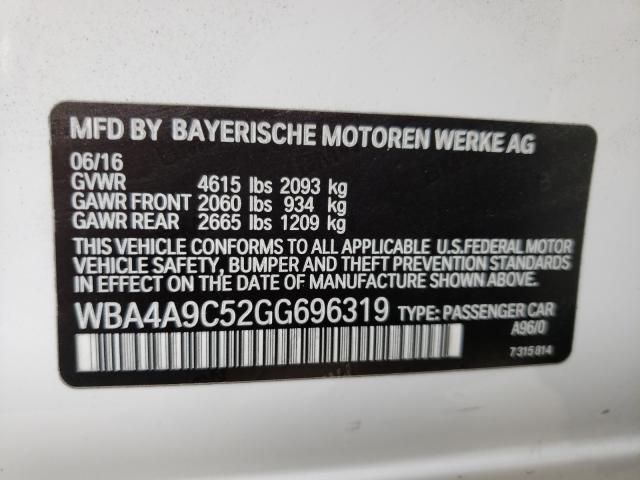 MFD BY BAYERISCHE MOTOREN WERKE AG
06/16
GVWR 4615 lbs 2093 kg
GAWR FRONT 2060 lbs 934 kg
GAWR REAR 2665 lbs 1209 kg
THIS VEHICLE CONFORMS TO ALL APPLICABLE U.S.FEDERAL MOTOR
VEHICLE SAFETY, BUMPER AND THEFT PREVENTION STANDARDS
IN EFFECT ON THE DATE OF MANUFACTURE SHOWN ABOVE.
WBA4A9C52GG696319 TYPE: PASSENGER CAR
A96/0
7315814